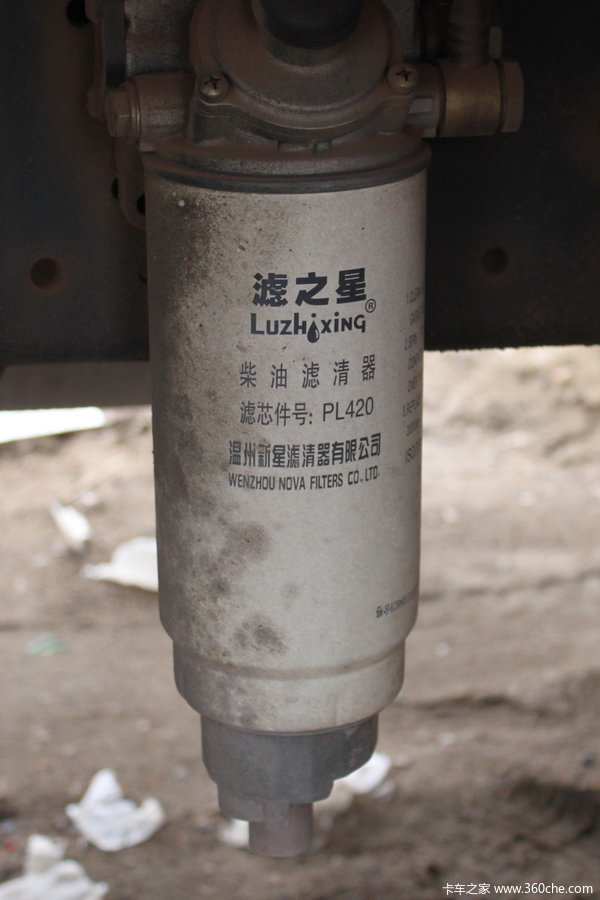 滤之星
LUZHIXING®
柴油滤清器
滤芯件号: PL420
温州新星滤清器有限公司
WENZHOU NOVA FILTERS CO., LTD.
卡车之家 www.360che.com